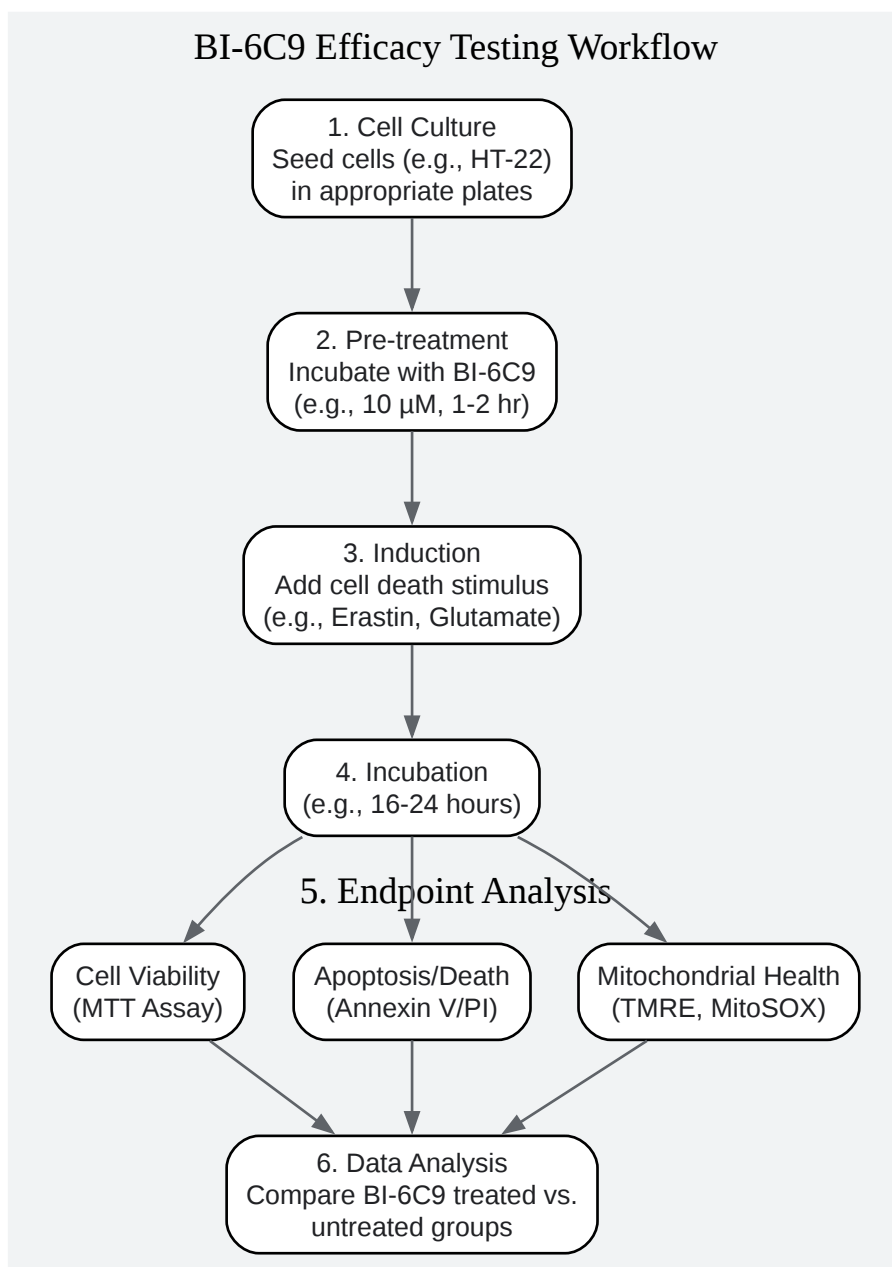 BI-6C9 Efficacy Testing Workflow
1. Cell Culture
Seed cells (e.g., HT-22)
in appropriate plates
2. Pre-treatment
Incubate with BI-6C9
(e.g., 10 µM, 1-2 hr)
3. Induction
Add cell death stimulus
(e.g., Erastin, Glutamate)
4. Incubation
(e.g., 16-24 hours)
5. Endpoint Analysis
Cell Viability
(MTT Assay)
Apoptosis/Death
(Annexin V/PI)
Mitochondrial Health
(TMRE, MitoSOX)
6. Data Analysis
Compare BI-6C9 treated vs.
untreated groups